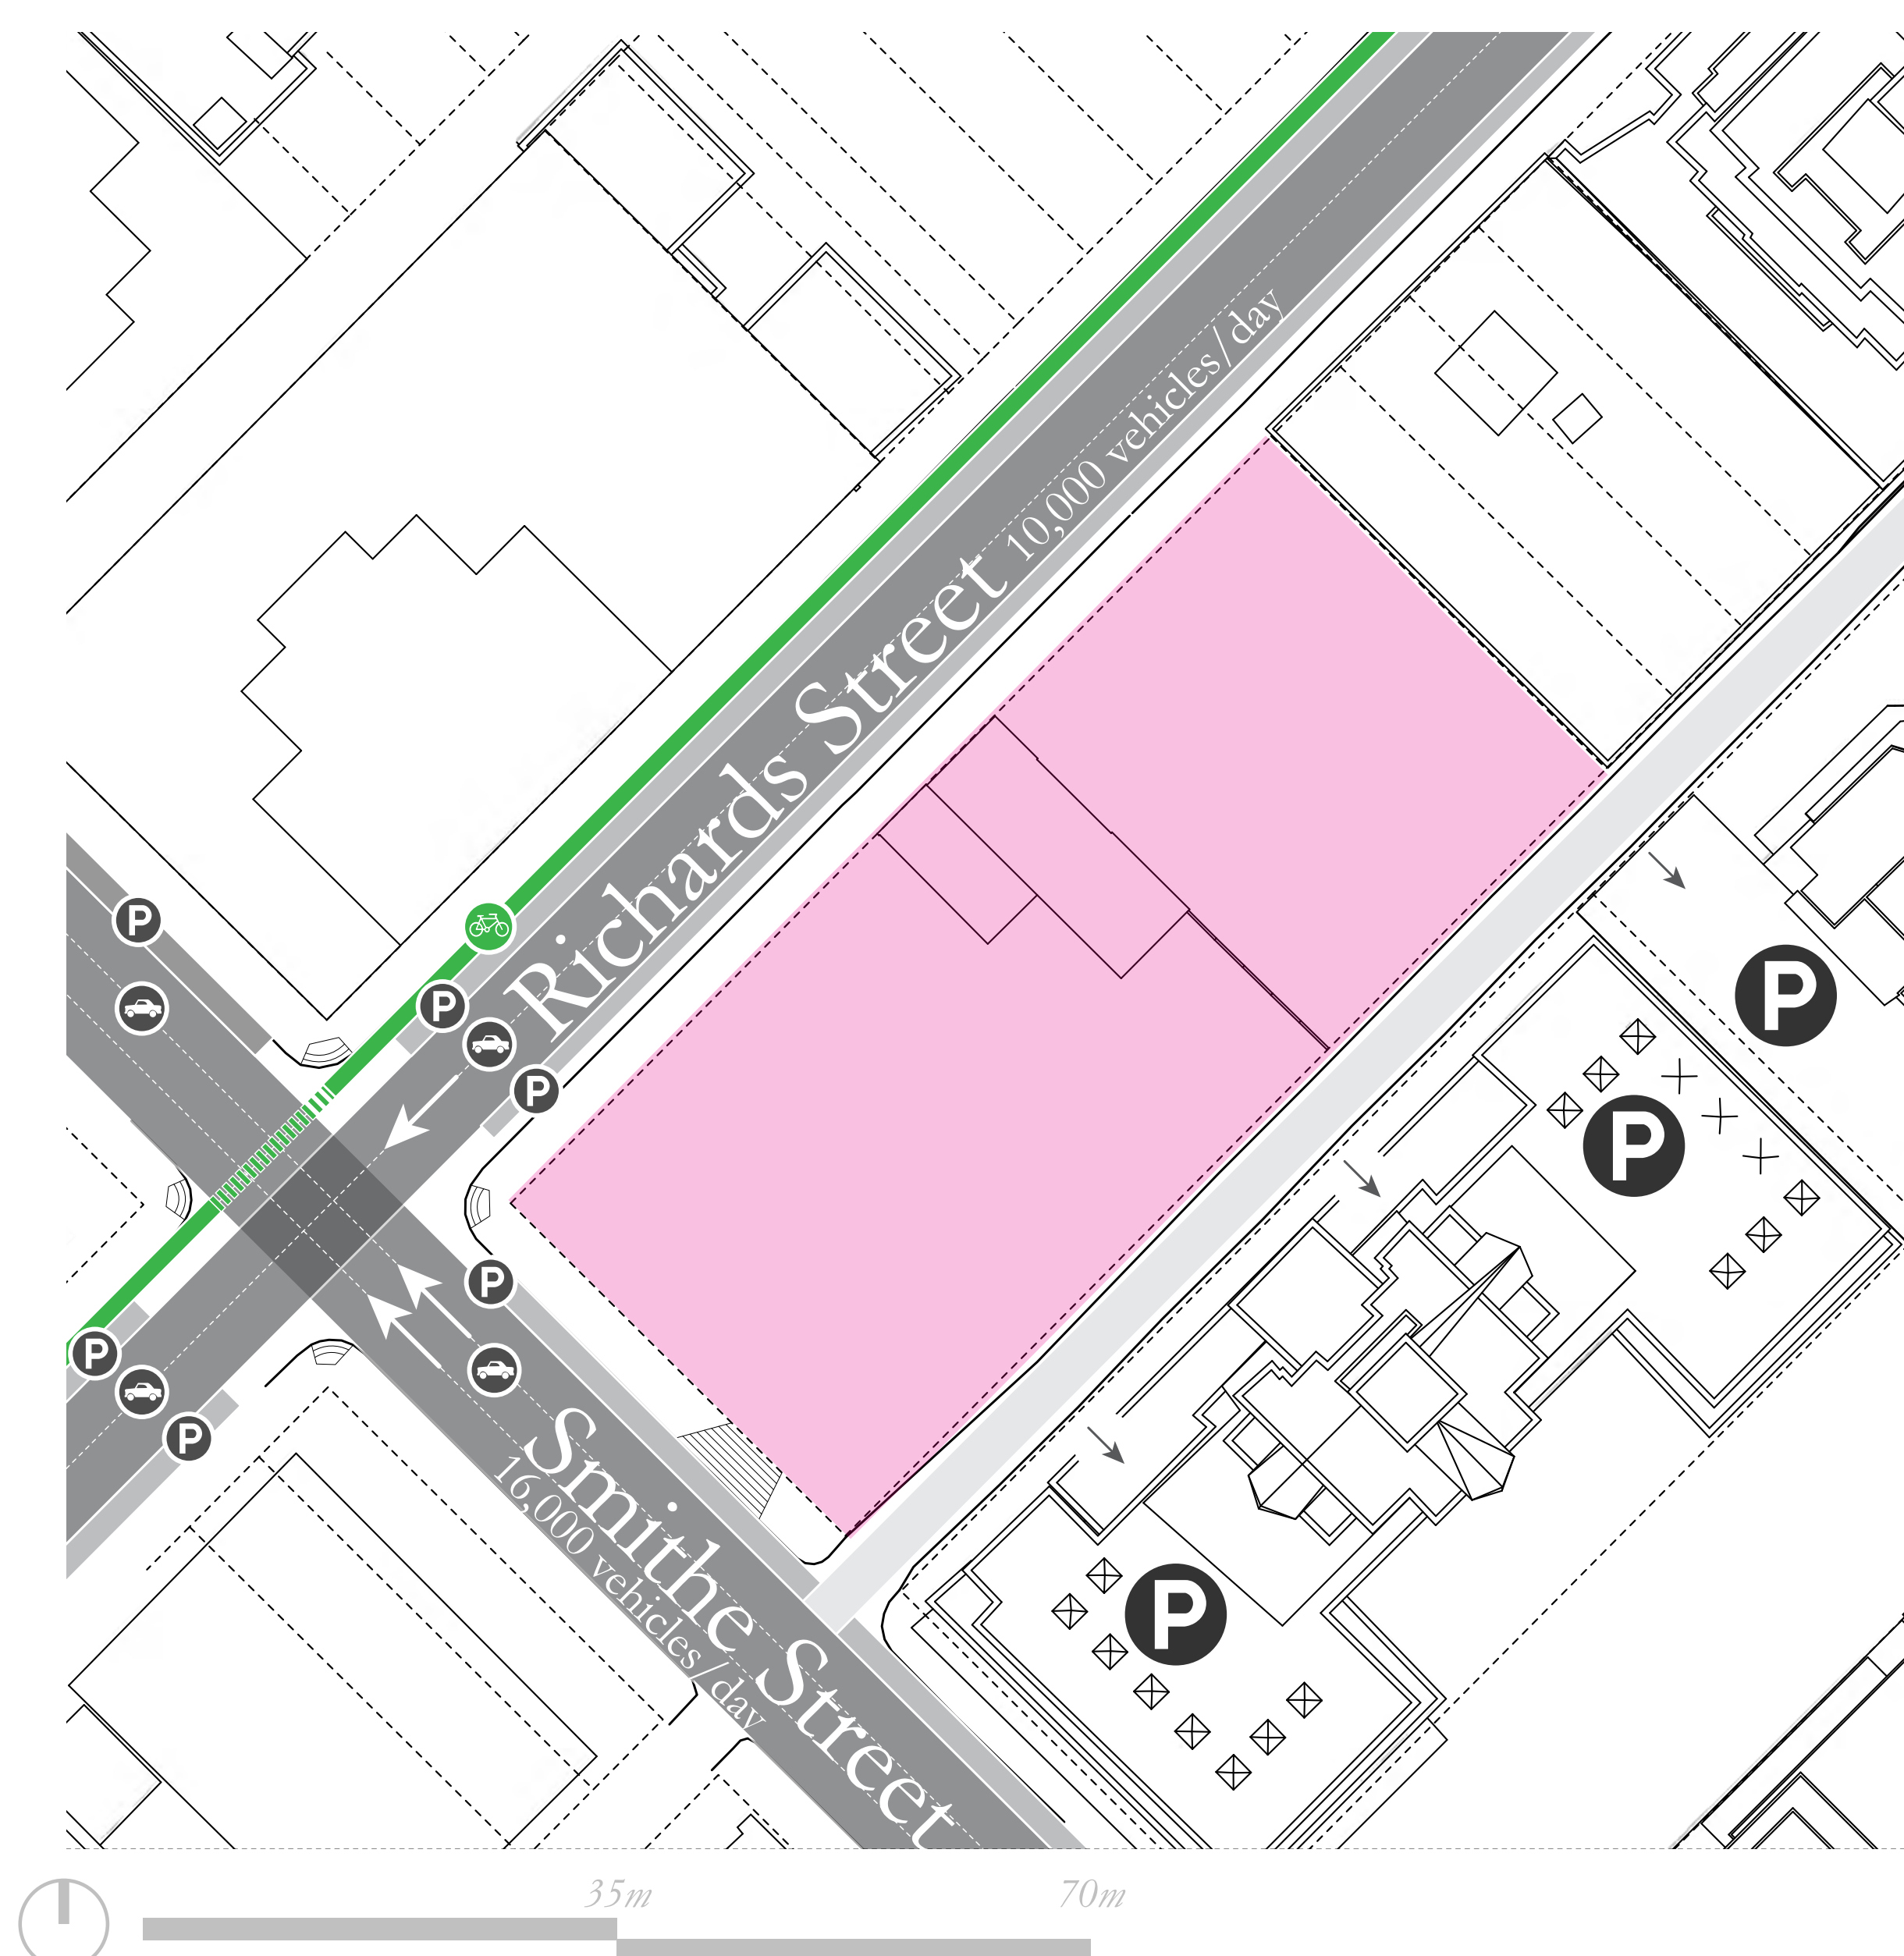 Richards Street 10,000 vehicles/day
P
P
P
P
P
P
P
P
P
Smithe Street
16,000 vehicles/day
35m
70m